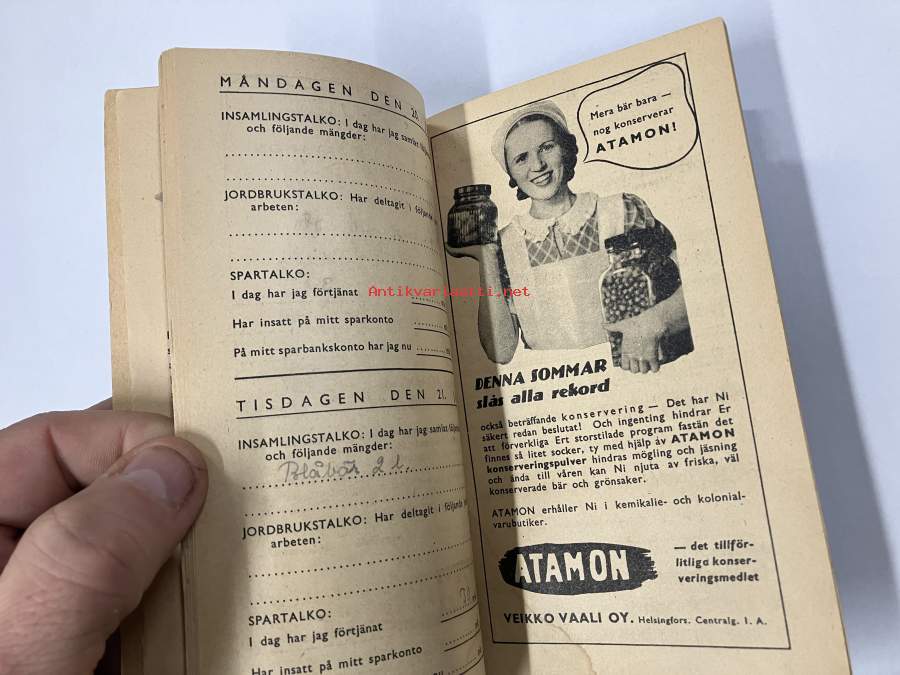 MÅNDAGEN DEN 20.
INSAMLINGSTALKO: I dag har jag samlat
och följande mängder:
JORDBRUKSTALKO: Har deltagit i följande
arbeten:
SPARTALKO:
I dag har jag förtjänat
Har insatt på mitt sparkonto
På mitt sparbankskonto har jag nu
TISDAGEN DEN 21.
INSAMLINGSTALKO: I dag har jag samlat
och följande mängder:
Blåbär 2 l.
JORDBRUKSTALKO: Har deltagit i följande
arbeten:
SPARTALKO:
I dag har jag förtjänat
Har insatt på mitt sparkonto
Mera bär bara —
nog konserverar
ATAMON!
DENNA SOMMAR
slås alla rekord
också beträffande konservering — Det har Ni
säkert redan beslutat! Och ingenting hindrar Er
att förverkliga Ert storstilade program fastän det
finnes så litet socker, ty med hjälp av ATAMON
konserveringspulver hindras mögling och jäsning
och ända till våren kan Ni njuta av friska, väl
konserverade bär och grönsaker.
ATAMON erhåller Ni i kemikalie- och kolonial-
varubutiker.
ATAMON
— det tillför-
litliga konser-
veringsmedlet
VEIKKO VAALI OY. Helsingfors. Centralg. 1. A.
Antikvariaatti.net